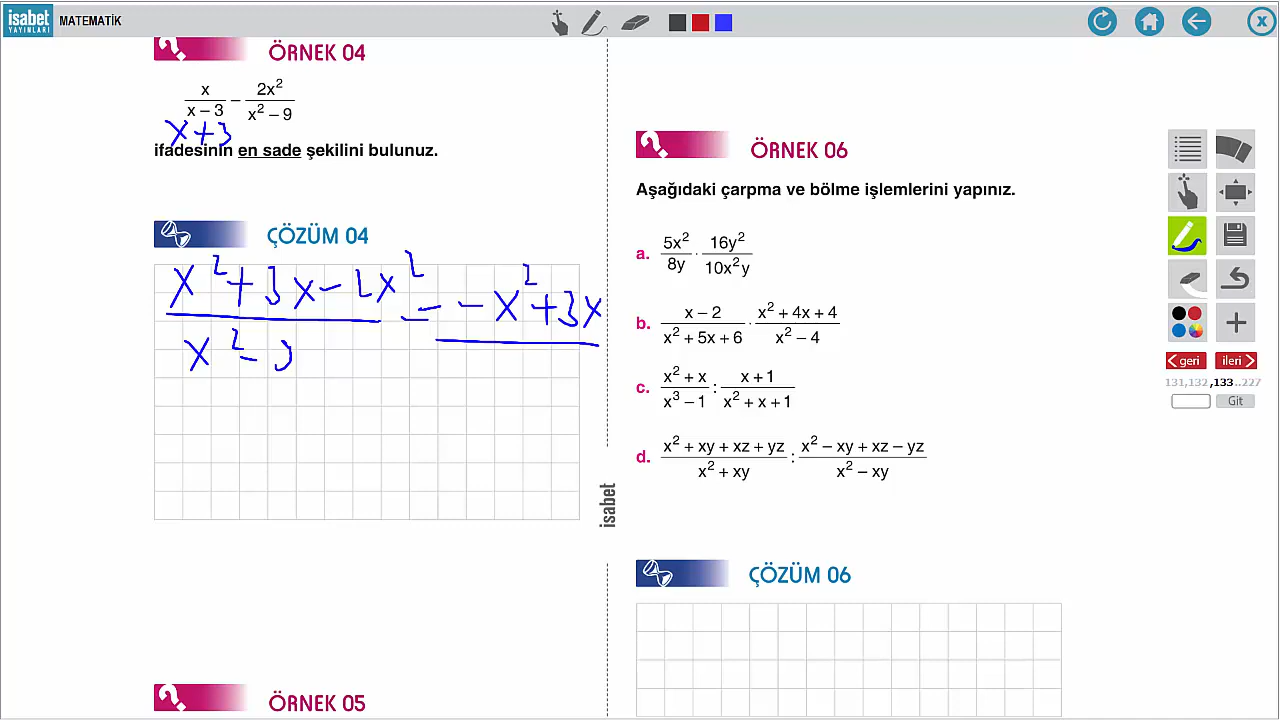 isabet
YAYINLARI
MATEMATİK
ÖRNEK 04
x/(x – 3) – 2x²/(x² – 9)
x+3
ifadesinin en sade şekilini bulunuz.
ÇÖZÜM 04
x² + 3x – 2x² = – x² + 3x
x² – 9
ÖRNEK 05
isabet
ÖRNEK 06
Aşağıdaki çarpma ve bölme işlemlerini yapınız.
a. 5x²/8y · 16y²/10x²y
b. (x – 2)/(x² + 5x + 6) · (x² + 4x + 4)/(x² – 4)
c. (x² + x)/(x³ – 1) : (x + 1)/(x² + x + 1)
d. (x² + xy + xz + yz)/(x² + xy) : (x² – xy + xz – yz)/(x² – xy)
ÇÖZÜM 06
geri
ileri
131,132,133..227
Git